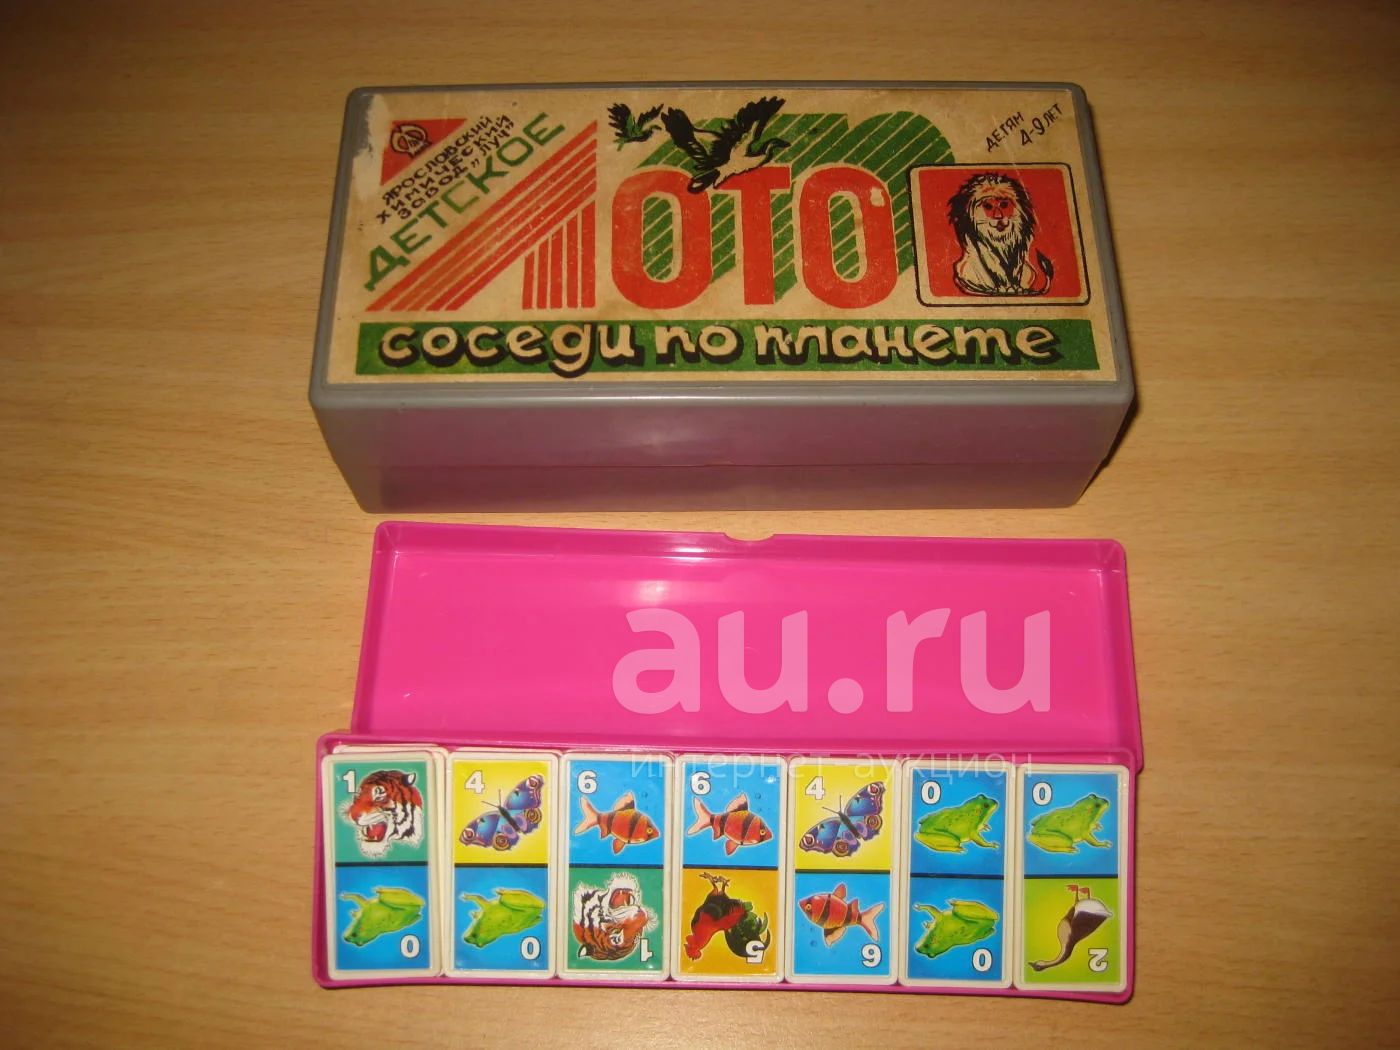 ЯРОСЛАВСКИЙ
ХИМИЧЕСКИЙ
ЗАВОД „ЛУЧ"
ДЕТСКОЕ
ЛОТО
ДЕТЯМ
4-9 ЛЕТ
соседи по планете
au.ru
интернет аукцион
1 4 6 6 4 0 0
0 0 1 5 6 0 2